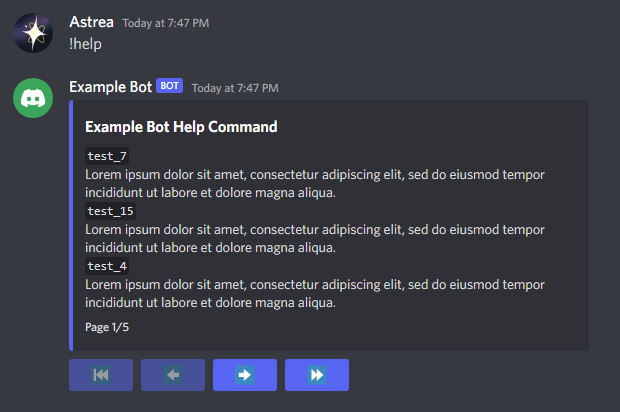 Astrea Today at 7:47 PM
!help
Example Bot BOT Today at 7:47 PM
Example Bot Help Command
test_7
Lorem ipsum dolor sit amet, consectetur adipiscing elit, sed do eiusmod tempor
incididunt ut labore et dolore magna aliqua.
test_15
Lorem ipsum dolor sit amet, consectetur adipiscing elit, sed do eiusmod tempor
incididunt ut labore et dolore magna aliqua.
test_4
Lorem ipsum dolor sit amet, consectetur adipiscing elit, sed do eiusmod tempor
incididunt ut labore et dolore magna aliqua.
Page 1/5